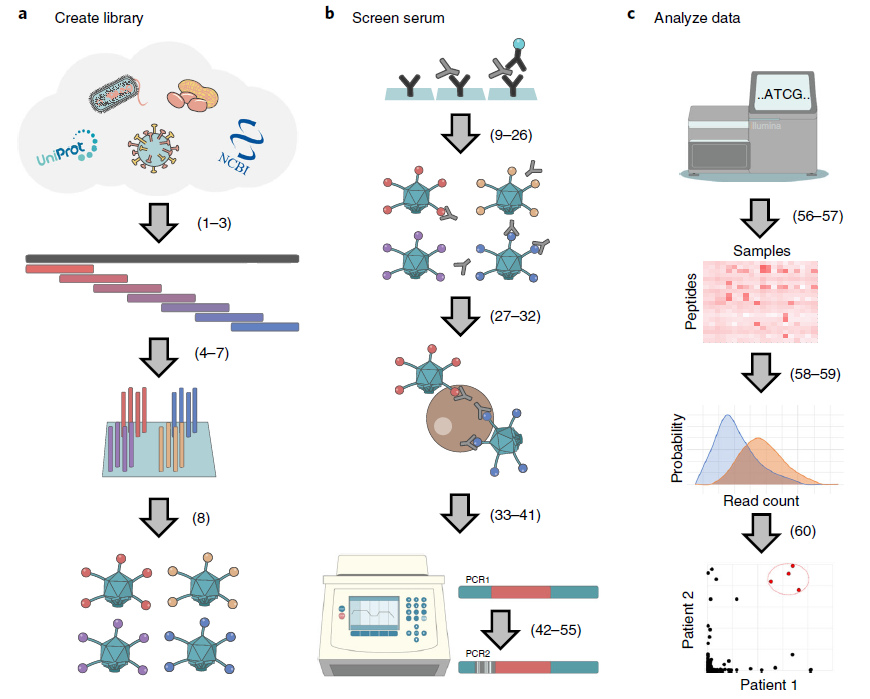 a Create library
UniProt
NCBI
(1–3)
(4–7)
(8)
b Screen serum
(9–26)
(27–32)
(33–41)
PCR1
(42–55)
PCR2
c Analyze data
..ATCG..
illumina
(56–57)
Samples
Peptides
(58–59)
Probability
Read count
(60)
Patient 2
Patient 1